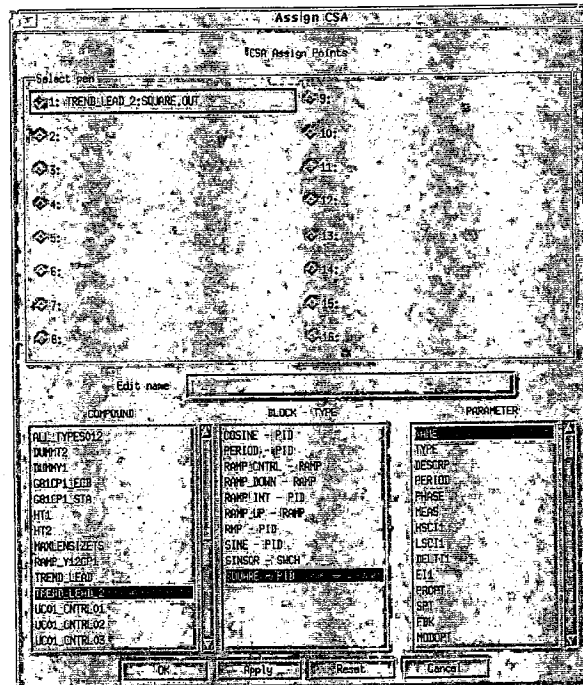 Assign CSA
CSA Assign Points
Select pen
1: TREND_LEAD_2:SQUARE.OUT
2:
3:
4:
5:
6:
7:
8:
9:
10:
11:
12:
13:
14:
15:
16:
Edit name
COMPOUND
ALL_TYPES012
DUMMT2
DUMMY1
G81CP1_ECB
G81CP1_STA
HT1
HT2
MAXLENSIZETS
RAMP_Y12CP1
TREND_LEAD
TREND_LEAD_2
UC01_CNTRL01
UC01_CNTRL02
UC01_CNTRL03
BLOCK - TYPE
COSINE - PID
PERIOD - PID
RAMP_CNTRL - RAMP
RAMP_DOWN - RAMP
RAMP_INT - PID
RAMP_UP - RAMP
RMP - PID
SINE - PID
SINSQR - SWCH
SQUARE - PID
PARAMETER
NAME
TYPE
DESCRP
PERIOD
PHASE
MEAS
HSCI1
LSCI1
DELTI1
EI1
PROPT
SPT
FBK
MODOPT
OK
Apply
Reset
Cancel